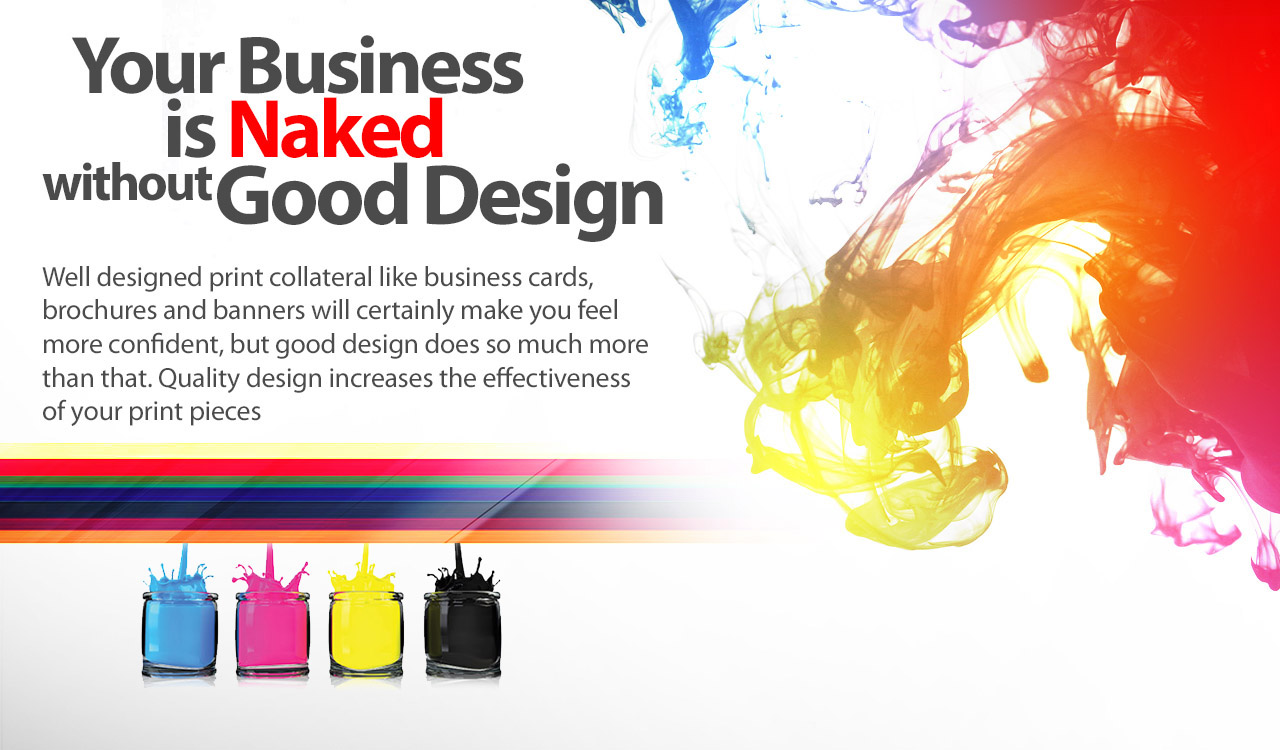 Your Business
is Naked
without Good Design
Well designed print collateral like business cards,
brochures and banners will certainly make you feel
more confident, but good design does so much more
than that. Quality design increases the effectiveness
of your print pieces